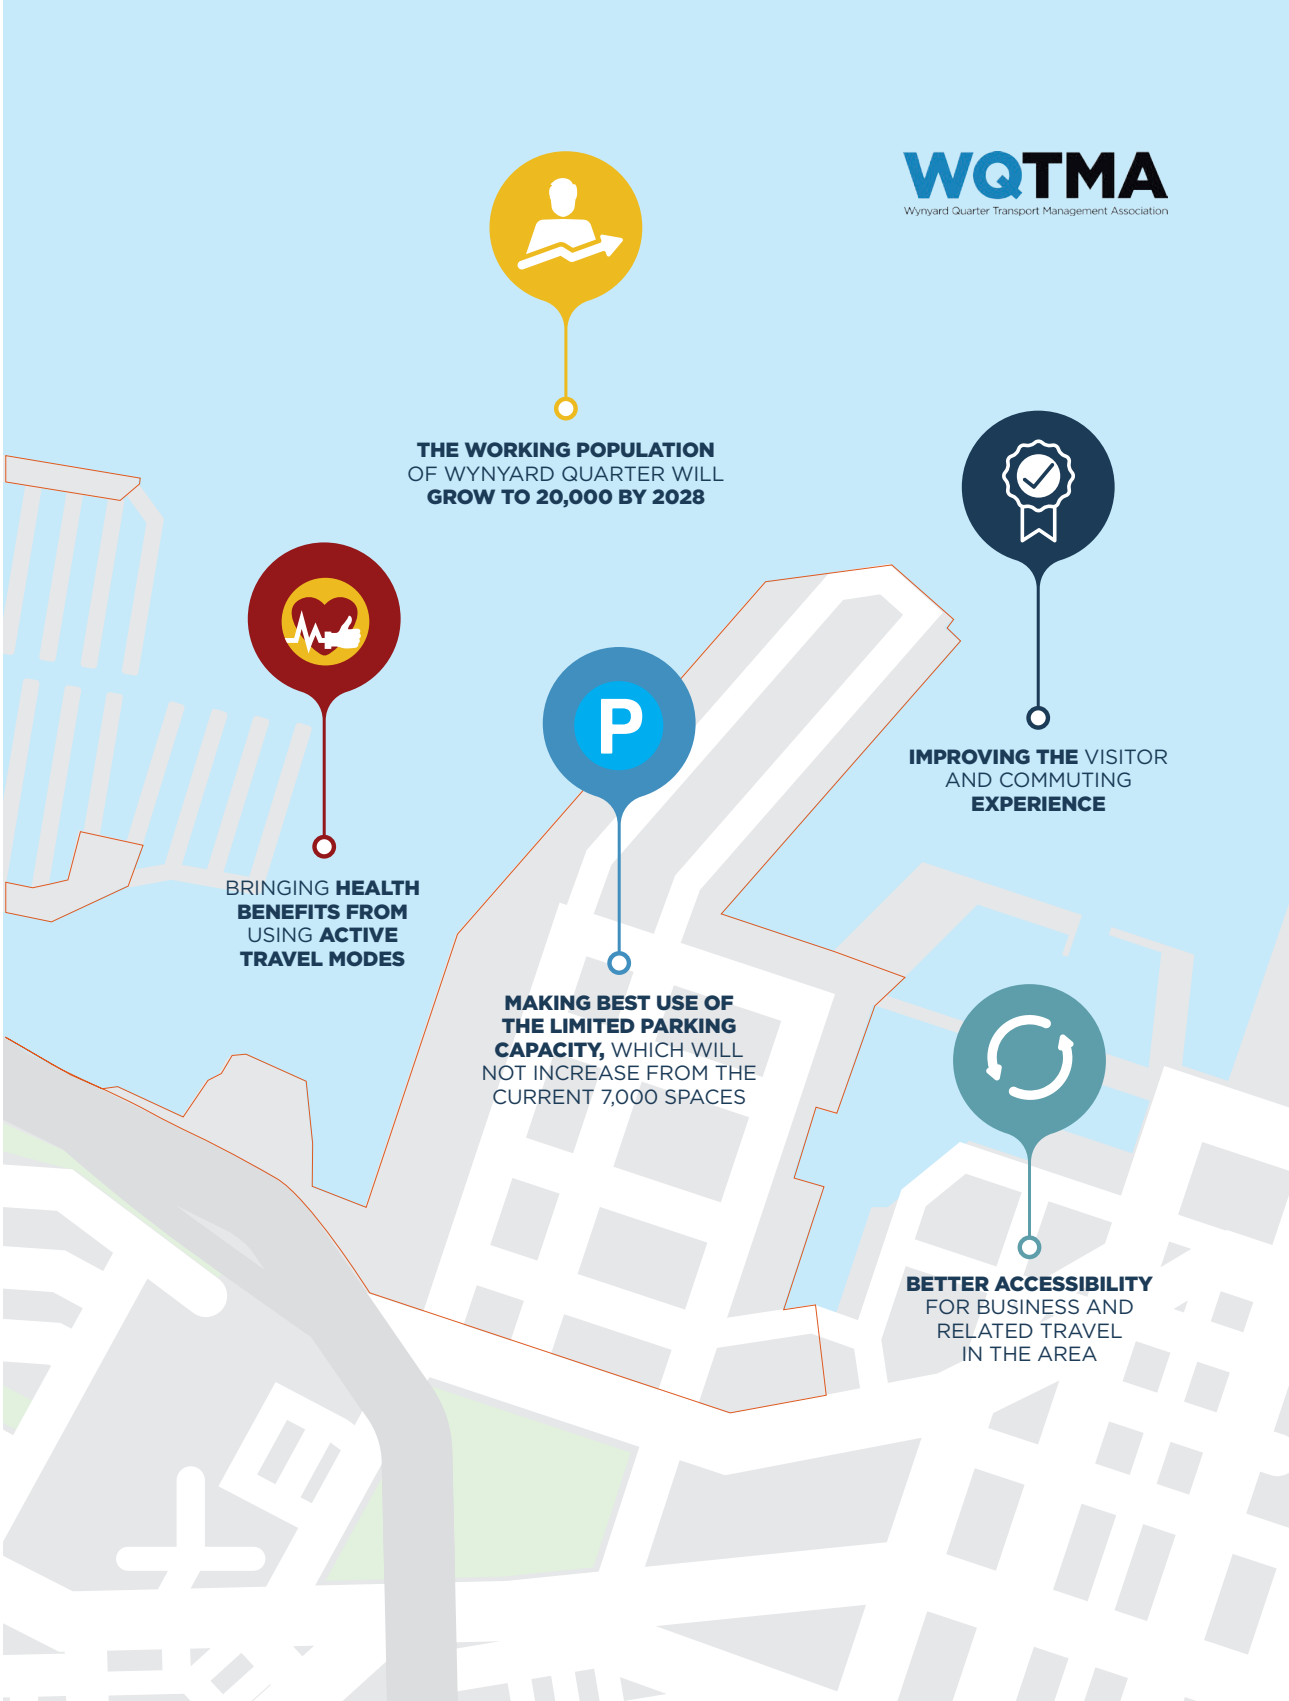 WQTMA
Wynyard Quarter Transport Management Association
THE WORKING POPULATION
OF WYNYARD QUARTER WILL
GROW TO 20,000 BY 2028
IMPROVING THE VISITOR
AND COMMUTING
EXPERIENCE
P
BRINGING HEALTH
BENEFITS FROM
USING ACTIVE
TRAVEL MODES
MAKING BEST USE OF
THE LIMITED PARKING
CAPACITY, WHICH WILL
NOT INCREASE FROM THE
CURRENT 7,000 SPACES
BETTER ACCESSIBILITY
FOR BUSINESS AND
RELATED TRAVEL
IN THE AREA